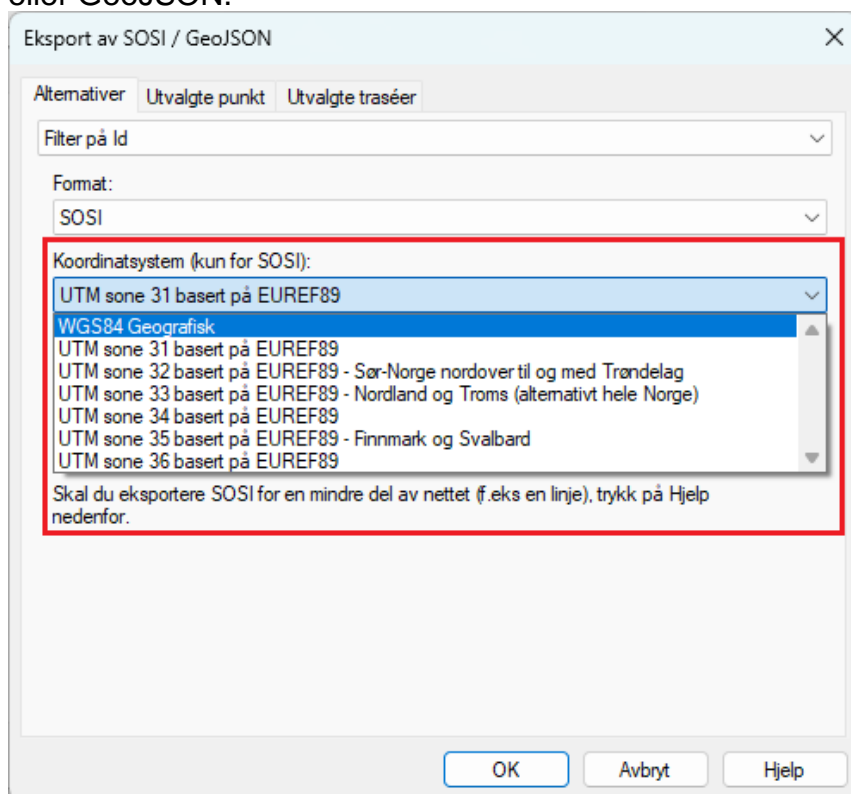 eller GeoJSON.
Eksport av SOSI / GeoJSON
Alternativer Utvalgte punkt Utvalgte traséer
Filter på Id
Format:
SOSI
Koordinatsystem (kun for SOSI):
UTM sone 31 basert på EUREF89
WGS84 Geografisk
UTM sone 31 basert på EUREF89
UTM sone 32 basert på EUREF89 - Sør-Norge nordover til og med Trøndelag
UTM sone 33 basert på EUREF89 - Nordland og Troms (alternativt hele Norge)
UTM sone 34 basert på EUREF89
UTM sone 35 basert på EUREF89 - Finnmark og Svalbard
UTM sone 36 basert på EUREF89
Skal du eksportere SOSI for en mindre del av nettet (f.eks en linje), trykk på Hjelp
nedenfor.
OK Avbryt Hjelp